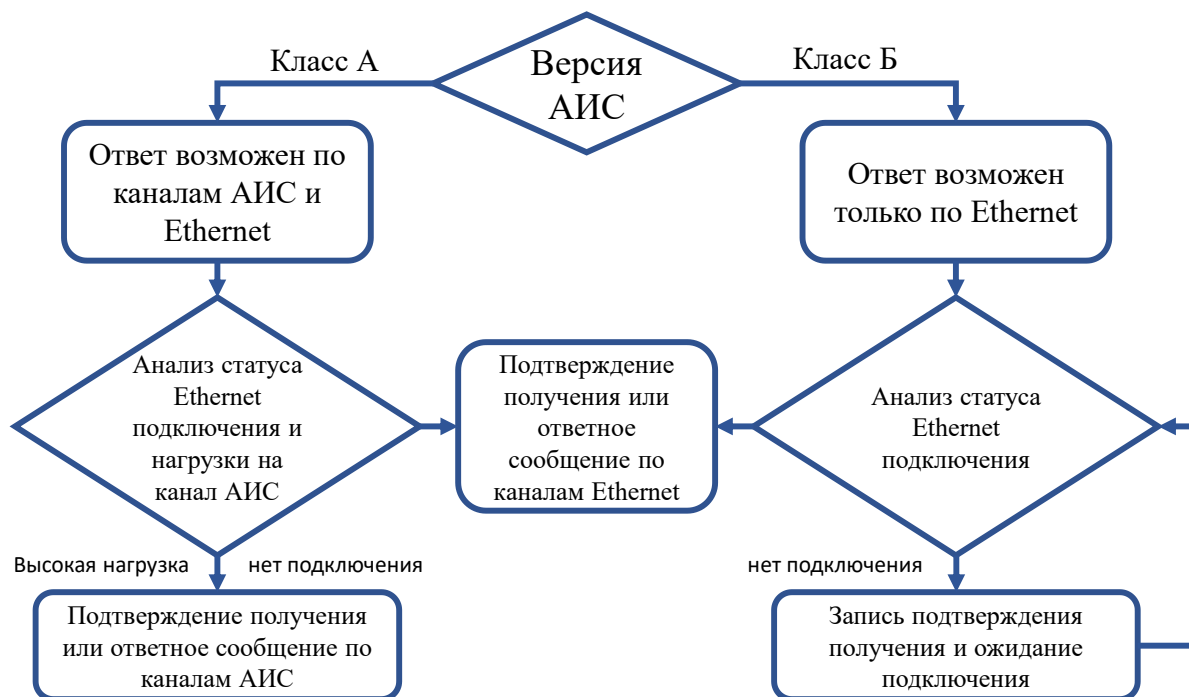 Класс А
Версия
АИС
Класс Б
Ответ возможен по
каналам АИС и
Ethernet
Ответ возможен
только по Ethernet
Анализ статуса
Ethernet
подключения и
нагрузки на
канал АИС
Подтверждение
получения или
ответное
сообщение по
каналам Ethernet
Анализ статуса
Ethernet
подключения
Высокая нагрузка
нет подключения
нет подключения
Подтверждение получения
или ответное сообщение по
каналам АИС
Запись подтверждения
получения и ожидание
подключения